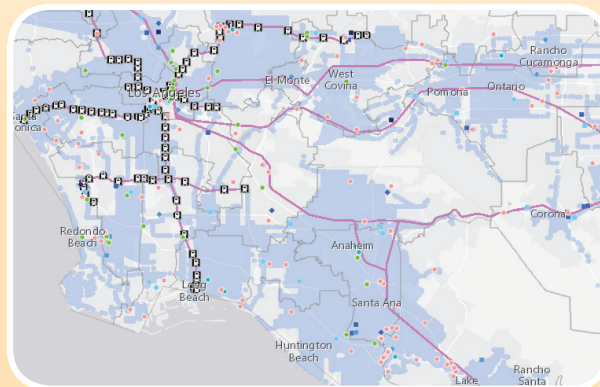 Rancho
Cucamonga
El Monte
West
Covina
Los Angeles
Pomona
Ontario
Santa
onica
Redondo
Beach
Corona
Anaheim
Long
Beach
Santa Ana
Huntington
Beach
Lake
Rancho
Santa